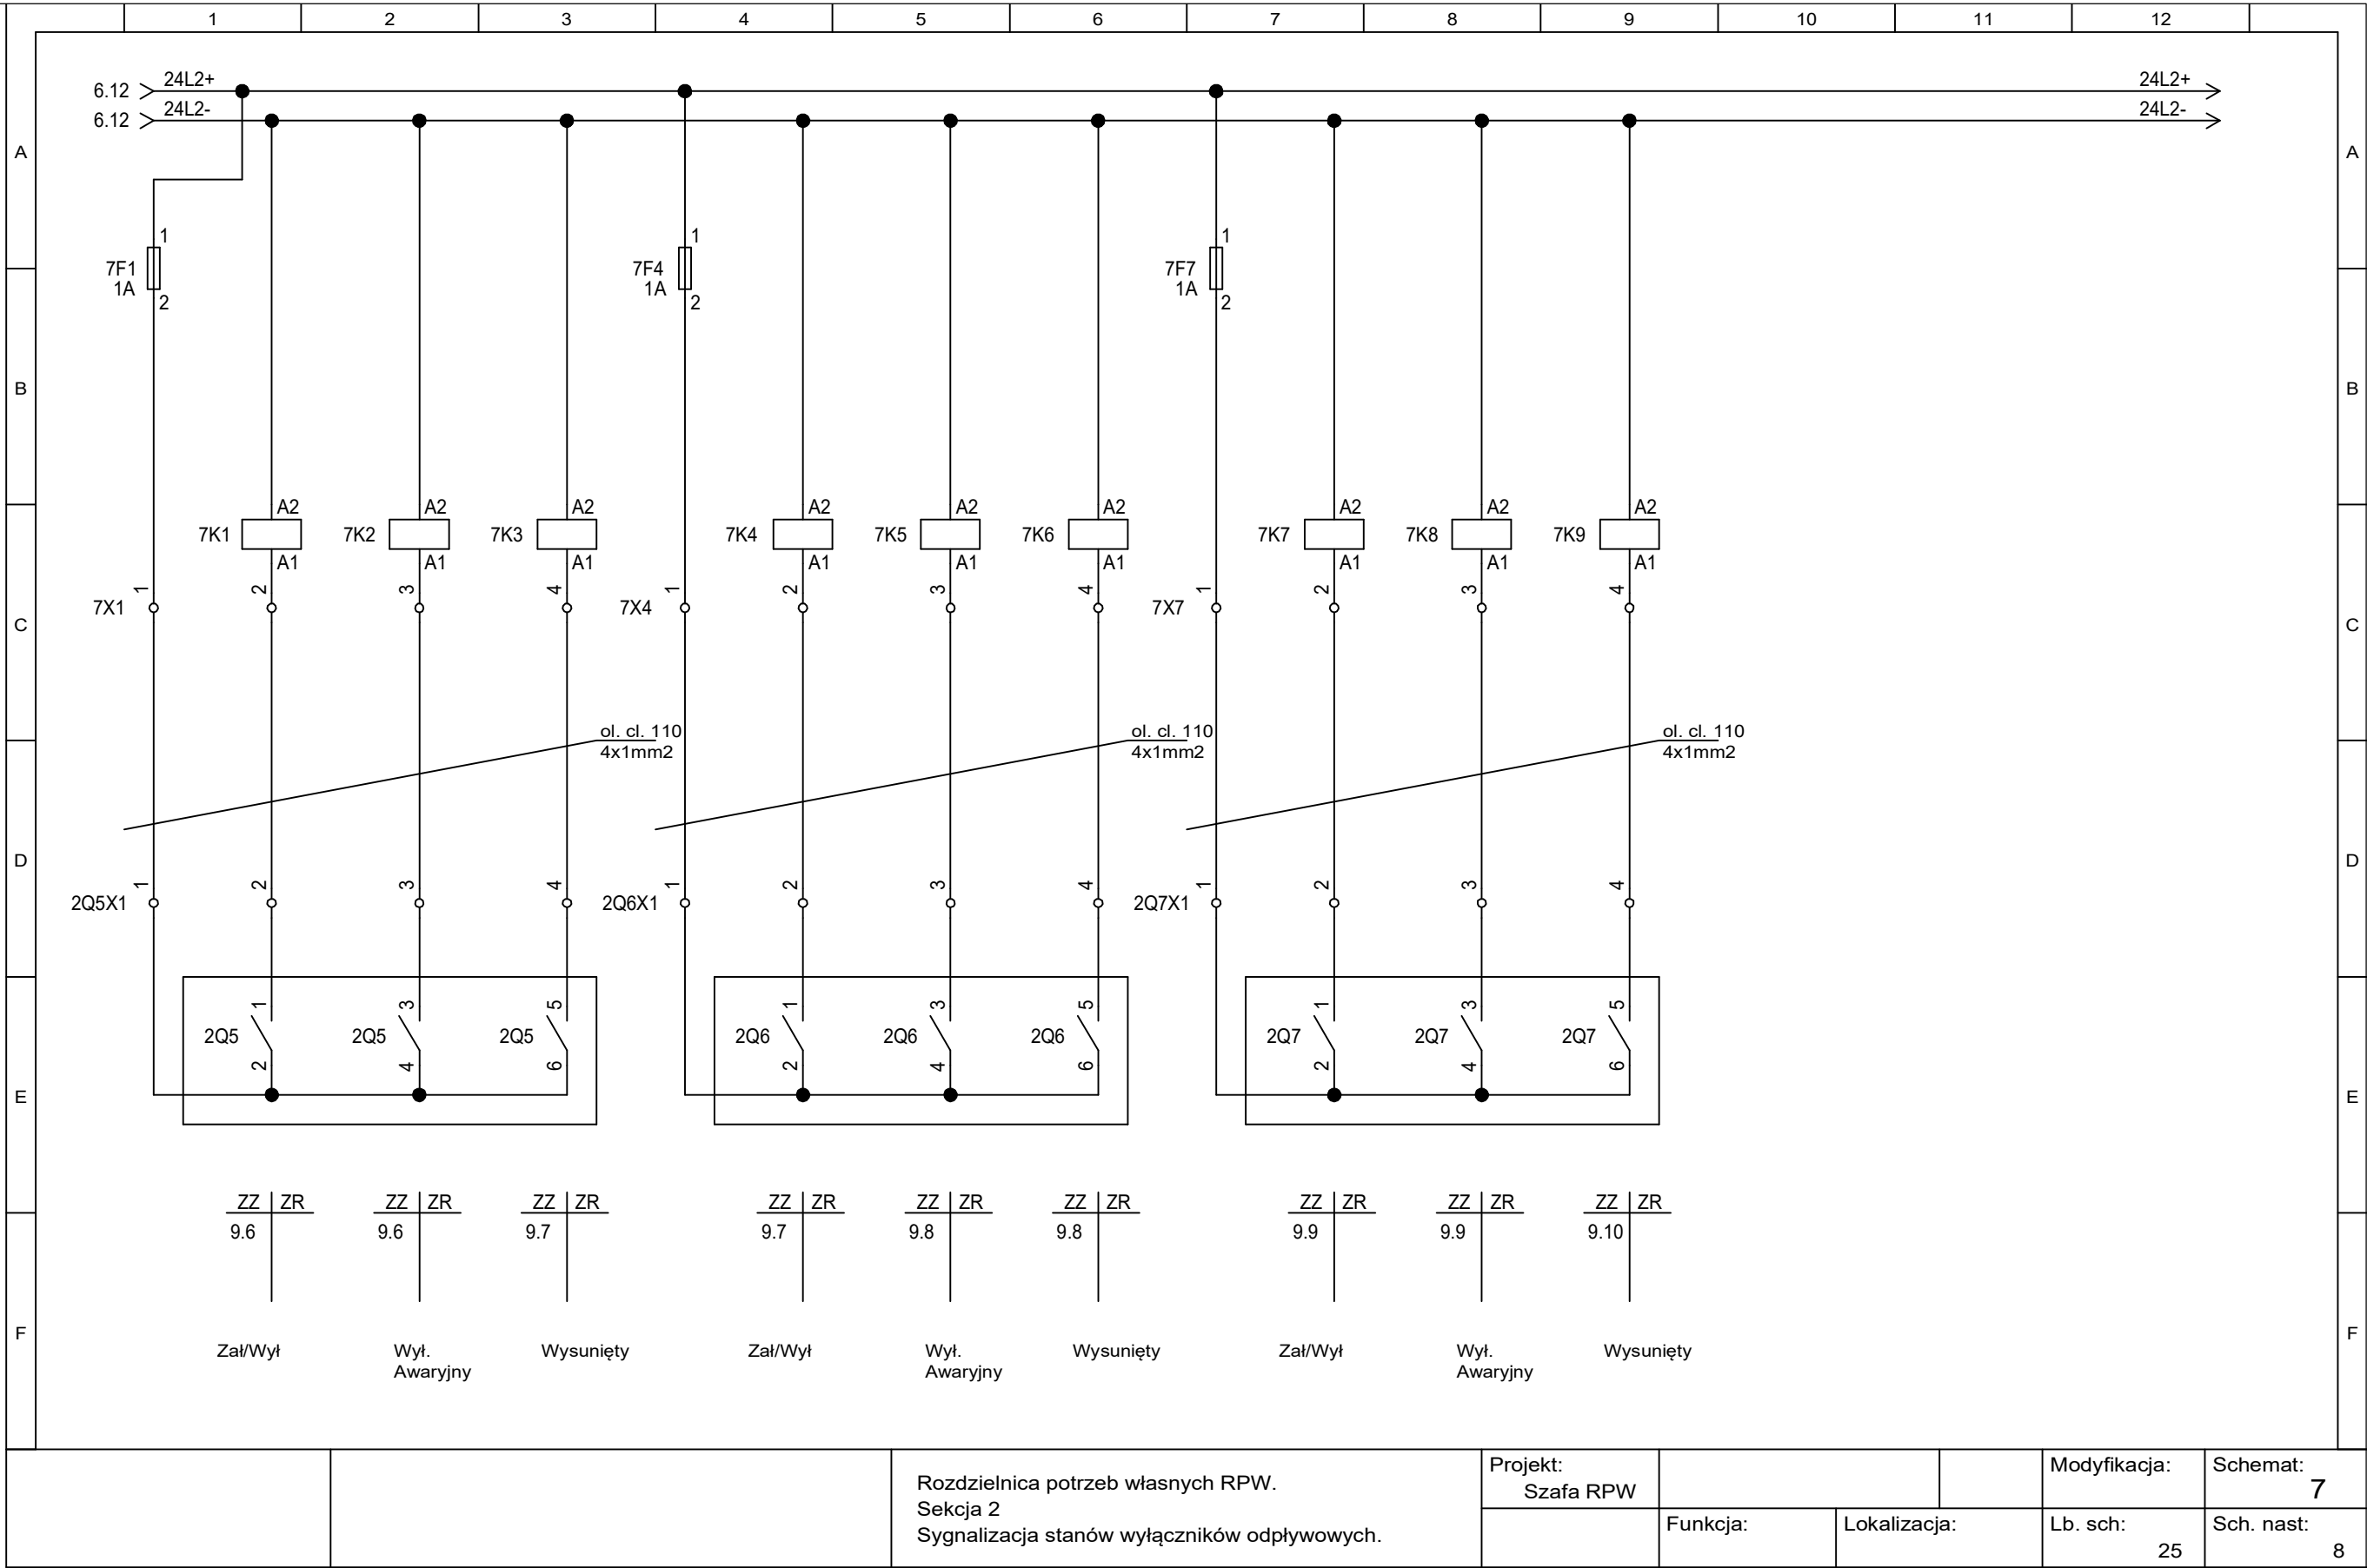 1 2 3 4 5 6 7 8 9 10 11 12
6.12 24L2+ 24L2+
6.12 24L2- 24L2-
A A
1 1 1
7F1 7F4 7F7
1A 1A 1A
2 2 2
B B
A2 A2 A2 A2 A2 A2 A2 A2 A2
7K1 7K2 7K3 7K4 7K5 7K6 7K7 7K8 7K9
A1 A1 A1 A1 A1 A1 A1 A1 A1
1 2 3 4 1 2 3 4 1 2 3 4
7X1 7X4 7X7
C C
ol. cl. 110 ol. cl. 110 ol. cl. 110
4x1mm2 4x1mm2 4x1mm2
D D
1 2 3 4 1 2 3 4 1 2 3 4
2Q5X1 2Q6X1 2Q7X1
1 3 5 1 3 5 1 3 5
2Q5 2Q5 2Q5 2Q6 2Q6 2Q6 2Q7 2Q7 2Q7
2 4 6 2 4 6 2 4 6
E E
ZZ ZR ZZ ZR ZZ ZR ZZ ZR ZZ ZR ZZ ZR ZZ ZR ZZ ZR ZZ ZR
9.6 9.6 9.7 9.7 9.8 9.8 9.9 9.9 9.10
F F
Zał/Wył Wył. Wysunięty Zał/Wył Wył. Wysunięty Zał/Wył Wył. Wysunięty
Awaryjny Awaryjny Awaryjny
Rozdzielnica potrzeb własnych RPW.
Sekcja 2
Sygnalizacja stanów wyłączników odpływowych.
Projekt: Modyfikacja: Schemat:
Szafa RPW 7
Funkcja: Lokalizacja: Lb. sch: Sch. nast:
25 8